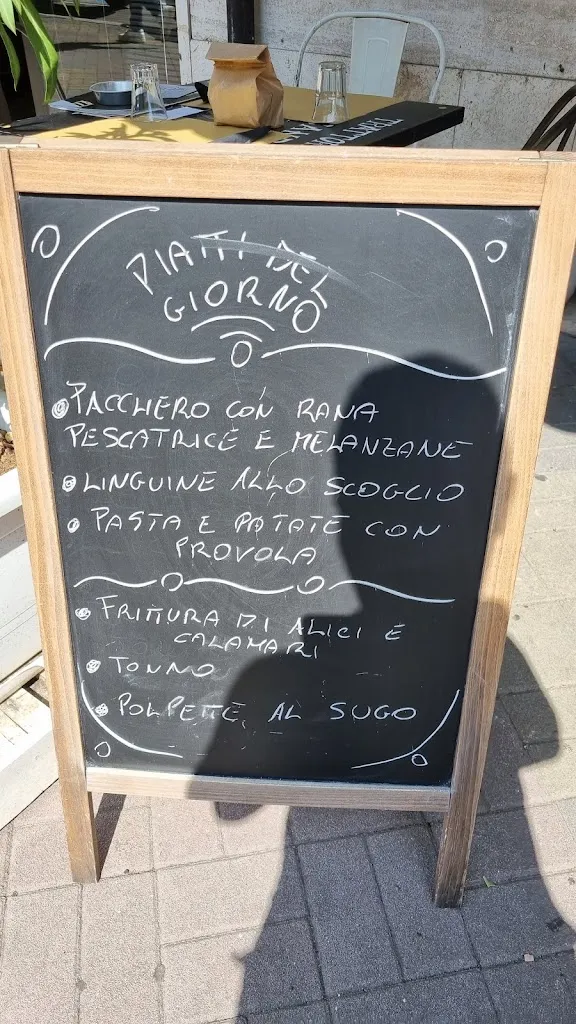 PIATTI DEL
GIORNO
PACCHERO CON RANA
PESCATRICE E MELANZANE
LINGUINE ALLO SCOGLIO
PASTA E PATATE CON
PROVOLA
FRITTURA DI ALICI E
CALAMARI
TONNO
POLPETTE AL SUGO